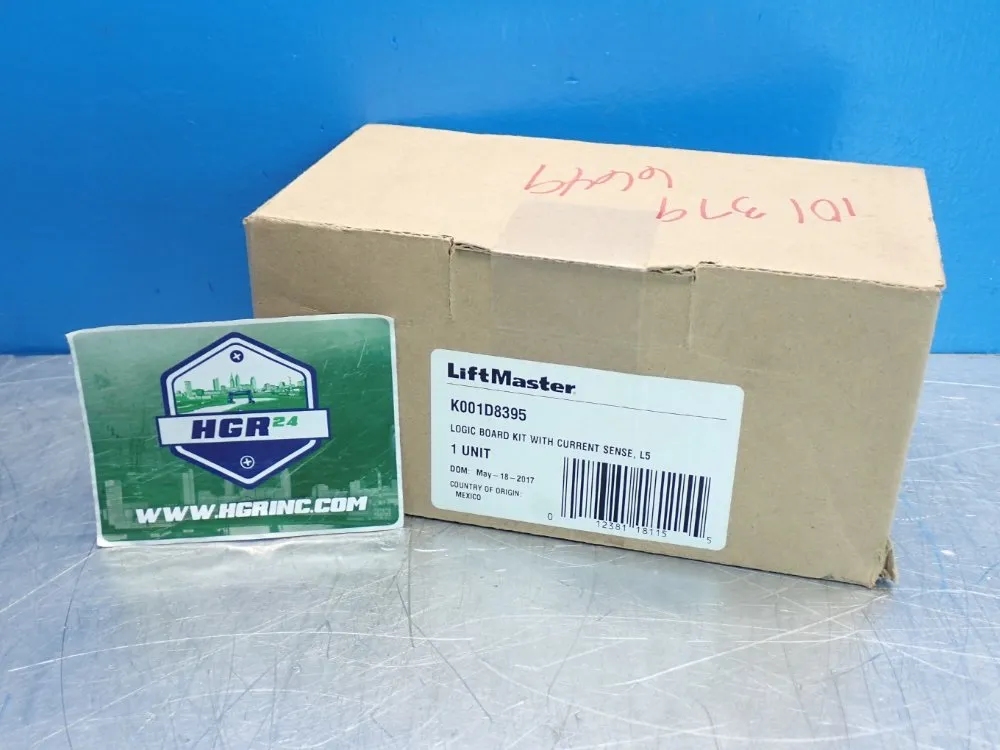 101 379
6649
HGR24
WWW.HGRINC.COM
LiftMaster
K001D8395
LOGIC BOARD KIT WITH CURRENT SENSE, L5
1 UNIT
DOM: May-18-2017
COUNTRY OF ORIGIN:
MEXICO
0 12381 18115 5